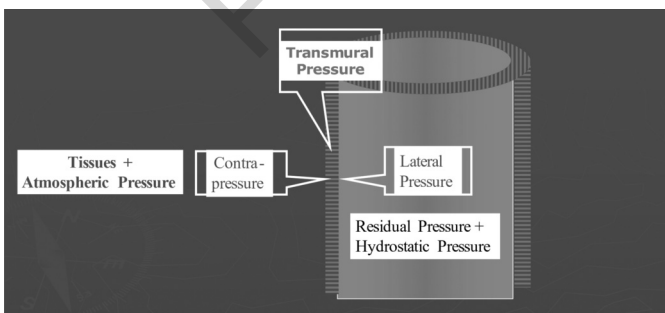 Transmural
Pressure
Tissues +
Atmospheric Pressure
Contra-
pressure
Lateral
Pressure
Residual Pressure +
Hydrostatic Pressure